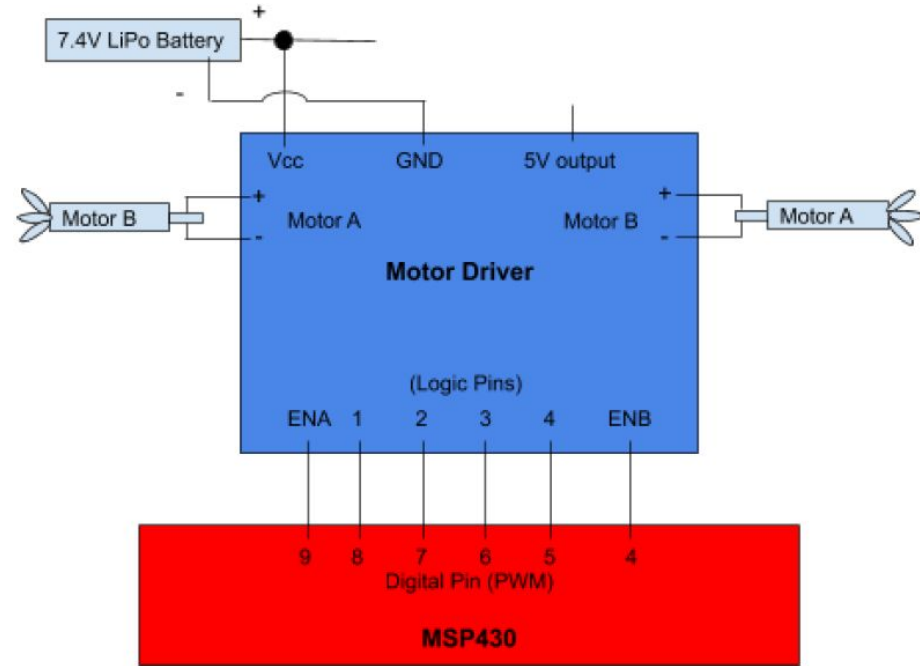 +
7.4V LiPo Battery
-
Vcc GND 5V output
+ +
Motor B Motor A Motor B Motor A
- -
Motor Driver
(Logic Pins)
ENA 1 2 3 4 ENB
9 8 7 6 5 4
Digital Pin (PWM)
MSP430